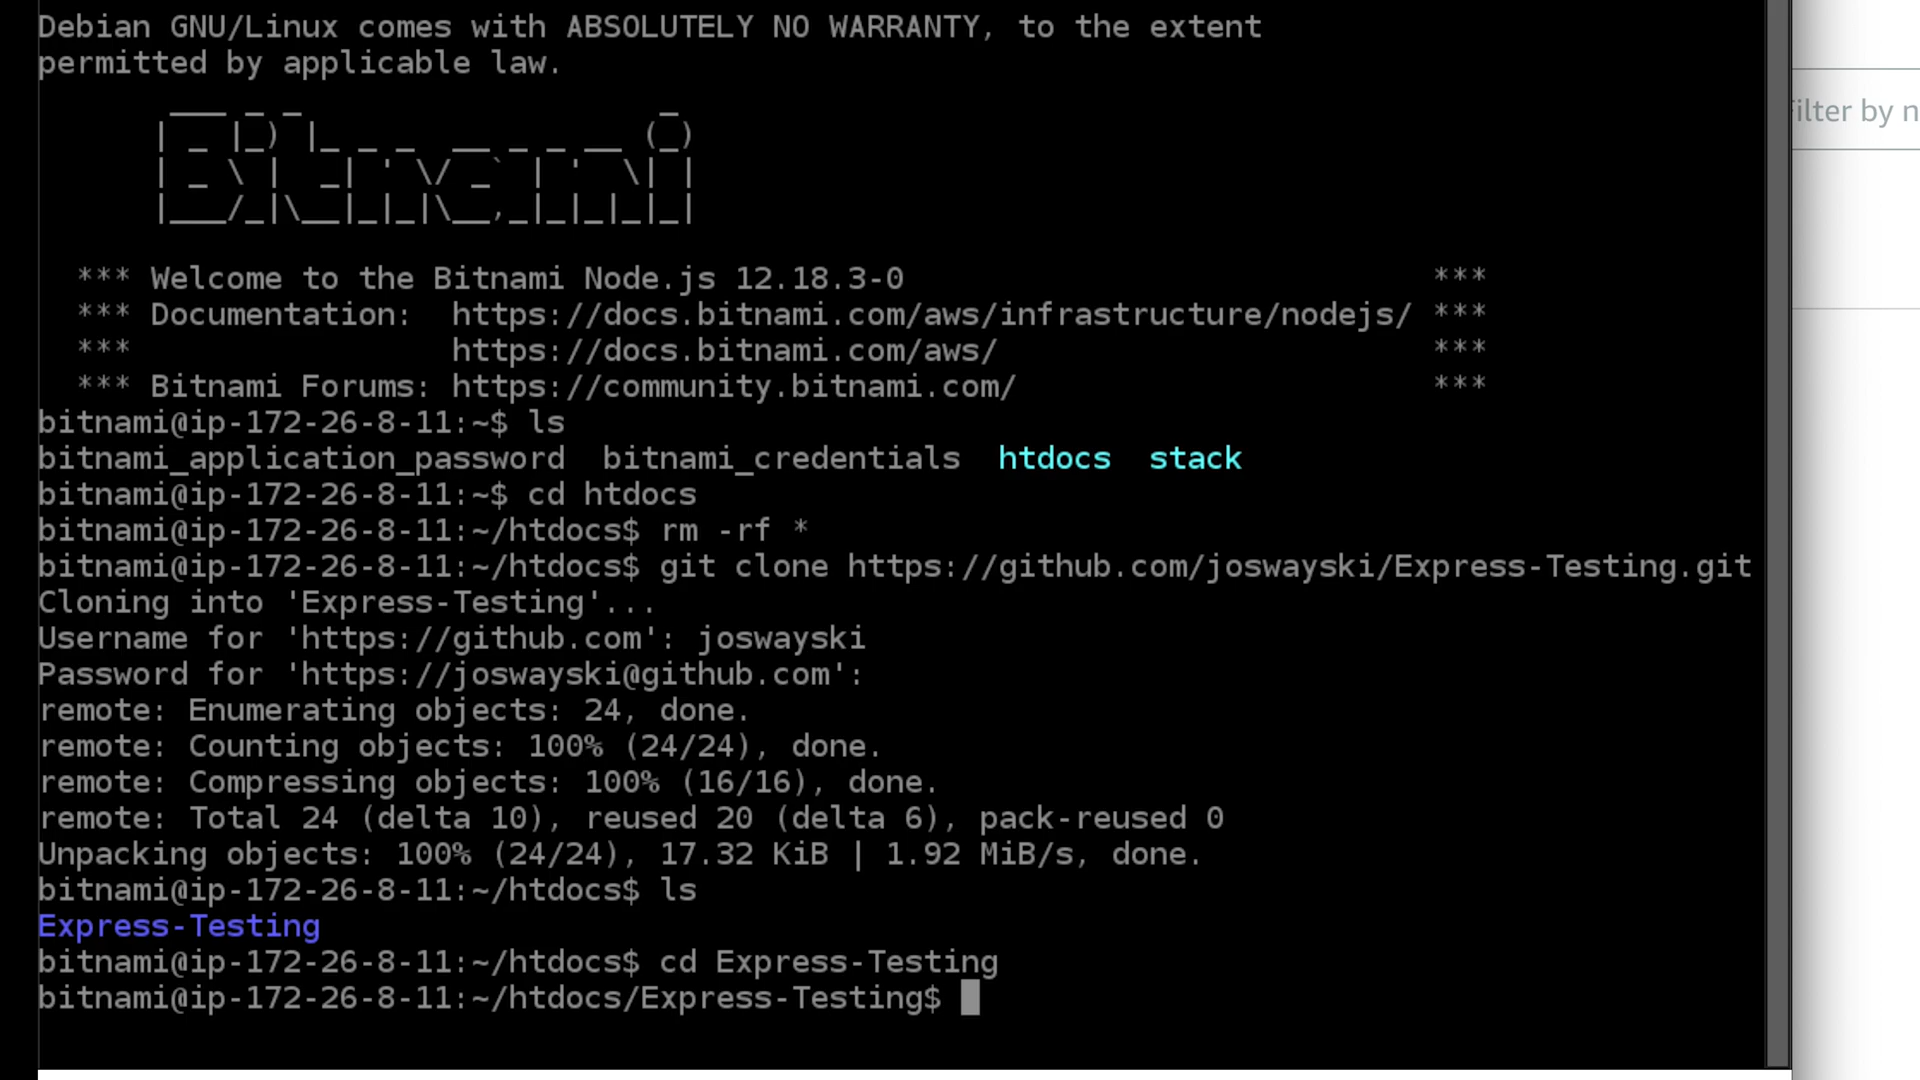 Debian GNU/Linux comes with ABSOLUTELY NO WARRANTY, to the extent
permitted by applicable law.
Bitnami
*** Welcome to the Bitnami Node.js 12.18.3-0 ***
*** Documentation: https://docs.bitnami.com/aws/infrastructure/nodejs/ ***
*** https://docs.bitnami.com/aws/ ***
*** Bitnami Forums: https://community.bitnami.com/ ***
bitnami@ip-172-26-8-11:~$ ls
bitnami_application_password bitnami_credentials htdocs stack
bitnami@ip-172-26-8-11:~$ cd htdocs
bitnami@ip-172-26-8-11:~/htdocs$ rm -rf *
bitnami@ip-172-26-8-11:~/htdocs$ git clone https://github.com/joswayski/Express-Testing.git
Cloning into 'Express-Testing'...
Username for 'https://github.com': joswayski
Password for 'https://joswayski@github.com':
remote: Enumerating objects: 24, done.
remote: Counting objects: 100% (24/24), done.
remote: Compressing objects: 100% (16/16), done.
remote: Total 24 (delta 10), reused 20 (delta 6), pack-reused 0
Unpacking objects: 100% (24/24), 17.32 KiB | 1.92 MiB/s, done.
bitnami@ip-172-26-8-11:~/htdocs$ ls
Express-Testing
bitnami@ip-172-26-8-11:~/htdocs$ cd Express-Testing
bitnami@ip-172-26-8-11:~/htdocs/Express-Testing$
ilter by n